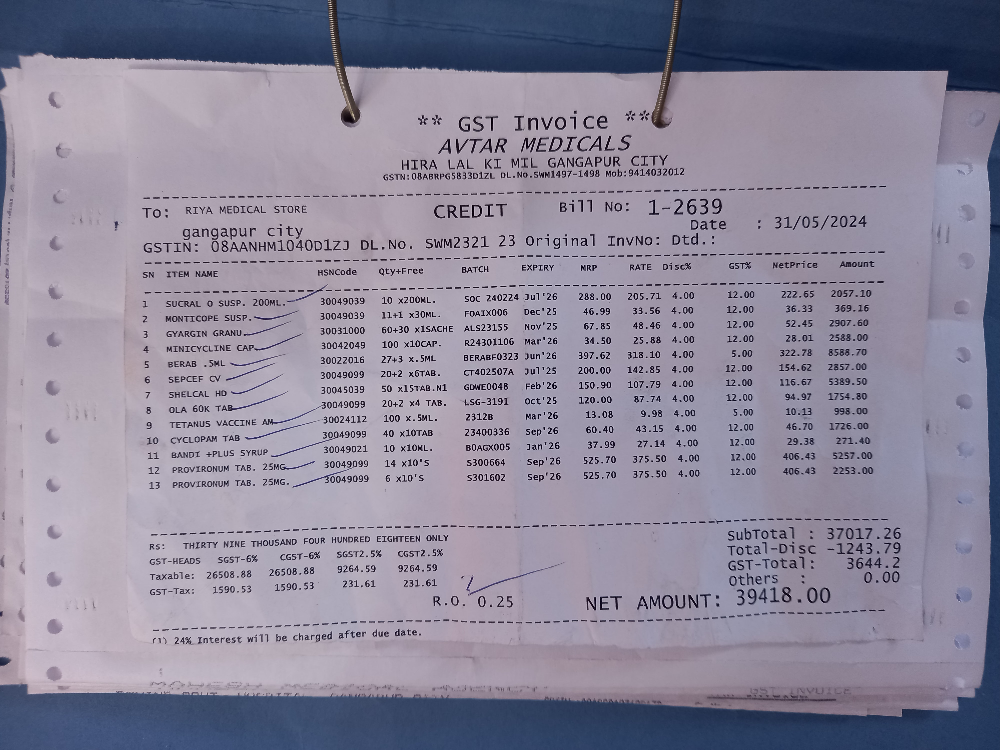 ** GST Invoice **
AVTAR MEDICALS
HIRA LAL KI MIL GANGAPUR CITY
GSTN:08ABRPG5833D1ZL DL.No.SWM1497-1498 Mob:9414032012
To: RIYA MEDICAL STORE CREDIT Bill No: 1-2639
gangapur city Date : 31/05/2024
GSTIN: 08AANHM1040D1ZJ DL.No. SWM2321 23 Original InvNo: Dtd.:
SN ITEM NAME HSNCode Qty+Free BATCH EXPIRY MRP RATE Disc% GST% NetPrice Amount
1 SUCRAL O SUSP. 200ML. 30049039 10 x200ML. SOC 240224 Jul'26 288.00 205.71 4.00 12.00 222.65 2057.10
2 MONTICOPE SUSP. 30049039 11+1 x30ML. FOAIX006 Dec'25 46.99 33.56 4.00 12.00 36.33 369.16
3 GYARGIN GRANU 30031000 60+30 x1SACHE ALS23155 Nov'25 67.85 48.46 4.00 12.00 52.45 2907.60
4 MINICYCLINE CAP 30042049 100 x10CAP. R24301106 Mar'26 34.50 25.88 4.00 12.00 28.01 2588.00
5 BERAB .5ML 30022016 27+3 x.5ML BERABF0323 Jun'26 397.62 318.10 4.00 5.00 322.78 8588.70
6 SEPCEF CV 30049099 20+2 x6TAB. CT402507A Jul'25 200.00 142.85 4.00 12.00 154.62 2857.00
7 SHELCAL HD 30045039 50 x15TAB.N1 GDWE0048 Feb'26 150.90 107.79 4.00 12.00 116.67 5389.50
8 OLA 60K TAB 30049099 20+2 x4 TAB. LSG-3191 Oct'25 120.00 87.74 4.00 12.00 94.97 1754.80
9 TETANUS VACCINE AM 30024112 100 x.5ML. 2312B Mar'26 13.08 9.98 4.00 5.00 10.13 998.00
10 CYCLOPAM TAB 30049099 40 x10TAB 23400336 Sep'26 60.40 43.15 4.00 12.00 46.70 1726.00
11 BANDI +PLUS SYRUP 30049021 10 x10ML. B0AGX005 Jan'26 37.99 27.14 4.00 12.00 29.38 271.40
12 PROVIRONUM TAB. 25MG. 30049099 14 x10'S S300664 Sep'26 525.70 375.50 4.00 12.00 406.43 5257.00
13 PROVIRONUM TAB. 25MG. 30049099 6 x10'S S301602 Sep'26 525.70 375.50 4.00 12.00 406.43 2253.00
RS: THIRTY NINE THOUSAND FOUR HUNDRED EIGHTEEN ONLY SubTotal : 37017.26
GST-HEADS SGST-6% CGST-6% SGST2.5% CGST2.5% Total-Disc -1243.79
Taxable: 26508.88 26508.88 9264.59 9264.59 GST-Total: 3644.2
GST-Tax: 1590.53 1590.53 231.61 231.61 Others : 0.00
R.O. 0.25 NET AMOUNT: 39418.00
(1) 24% Interest will be charged after due date.
GST INVOICE